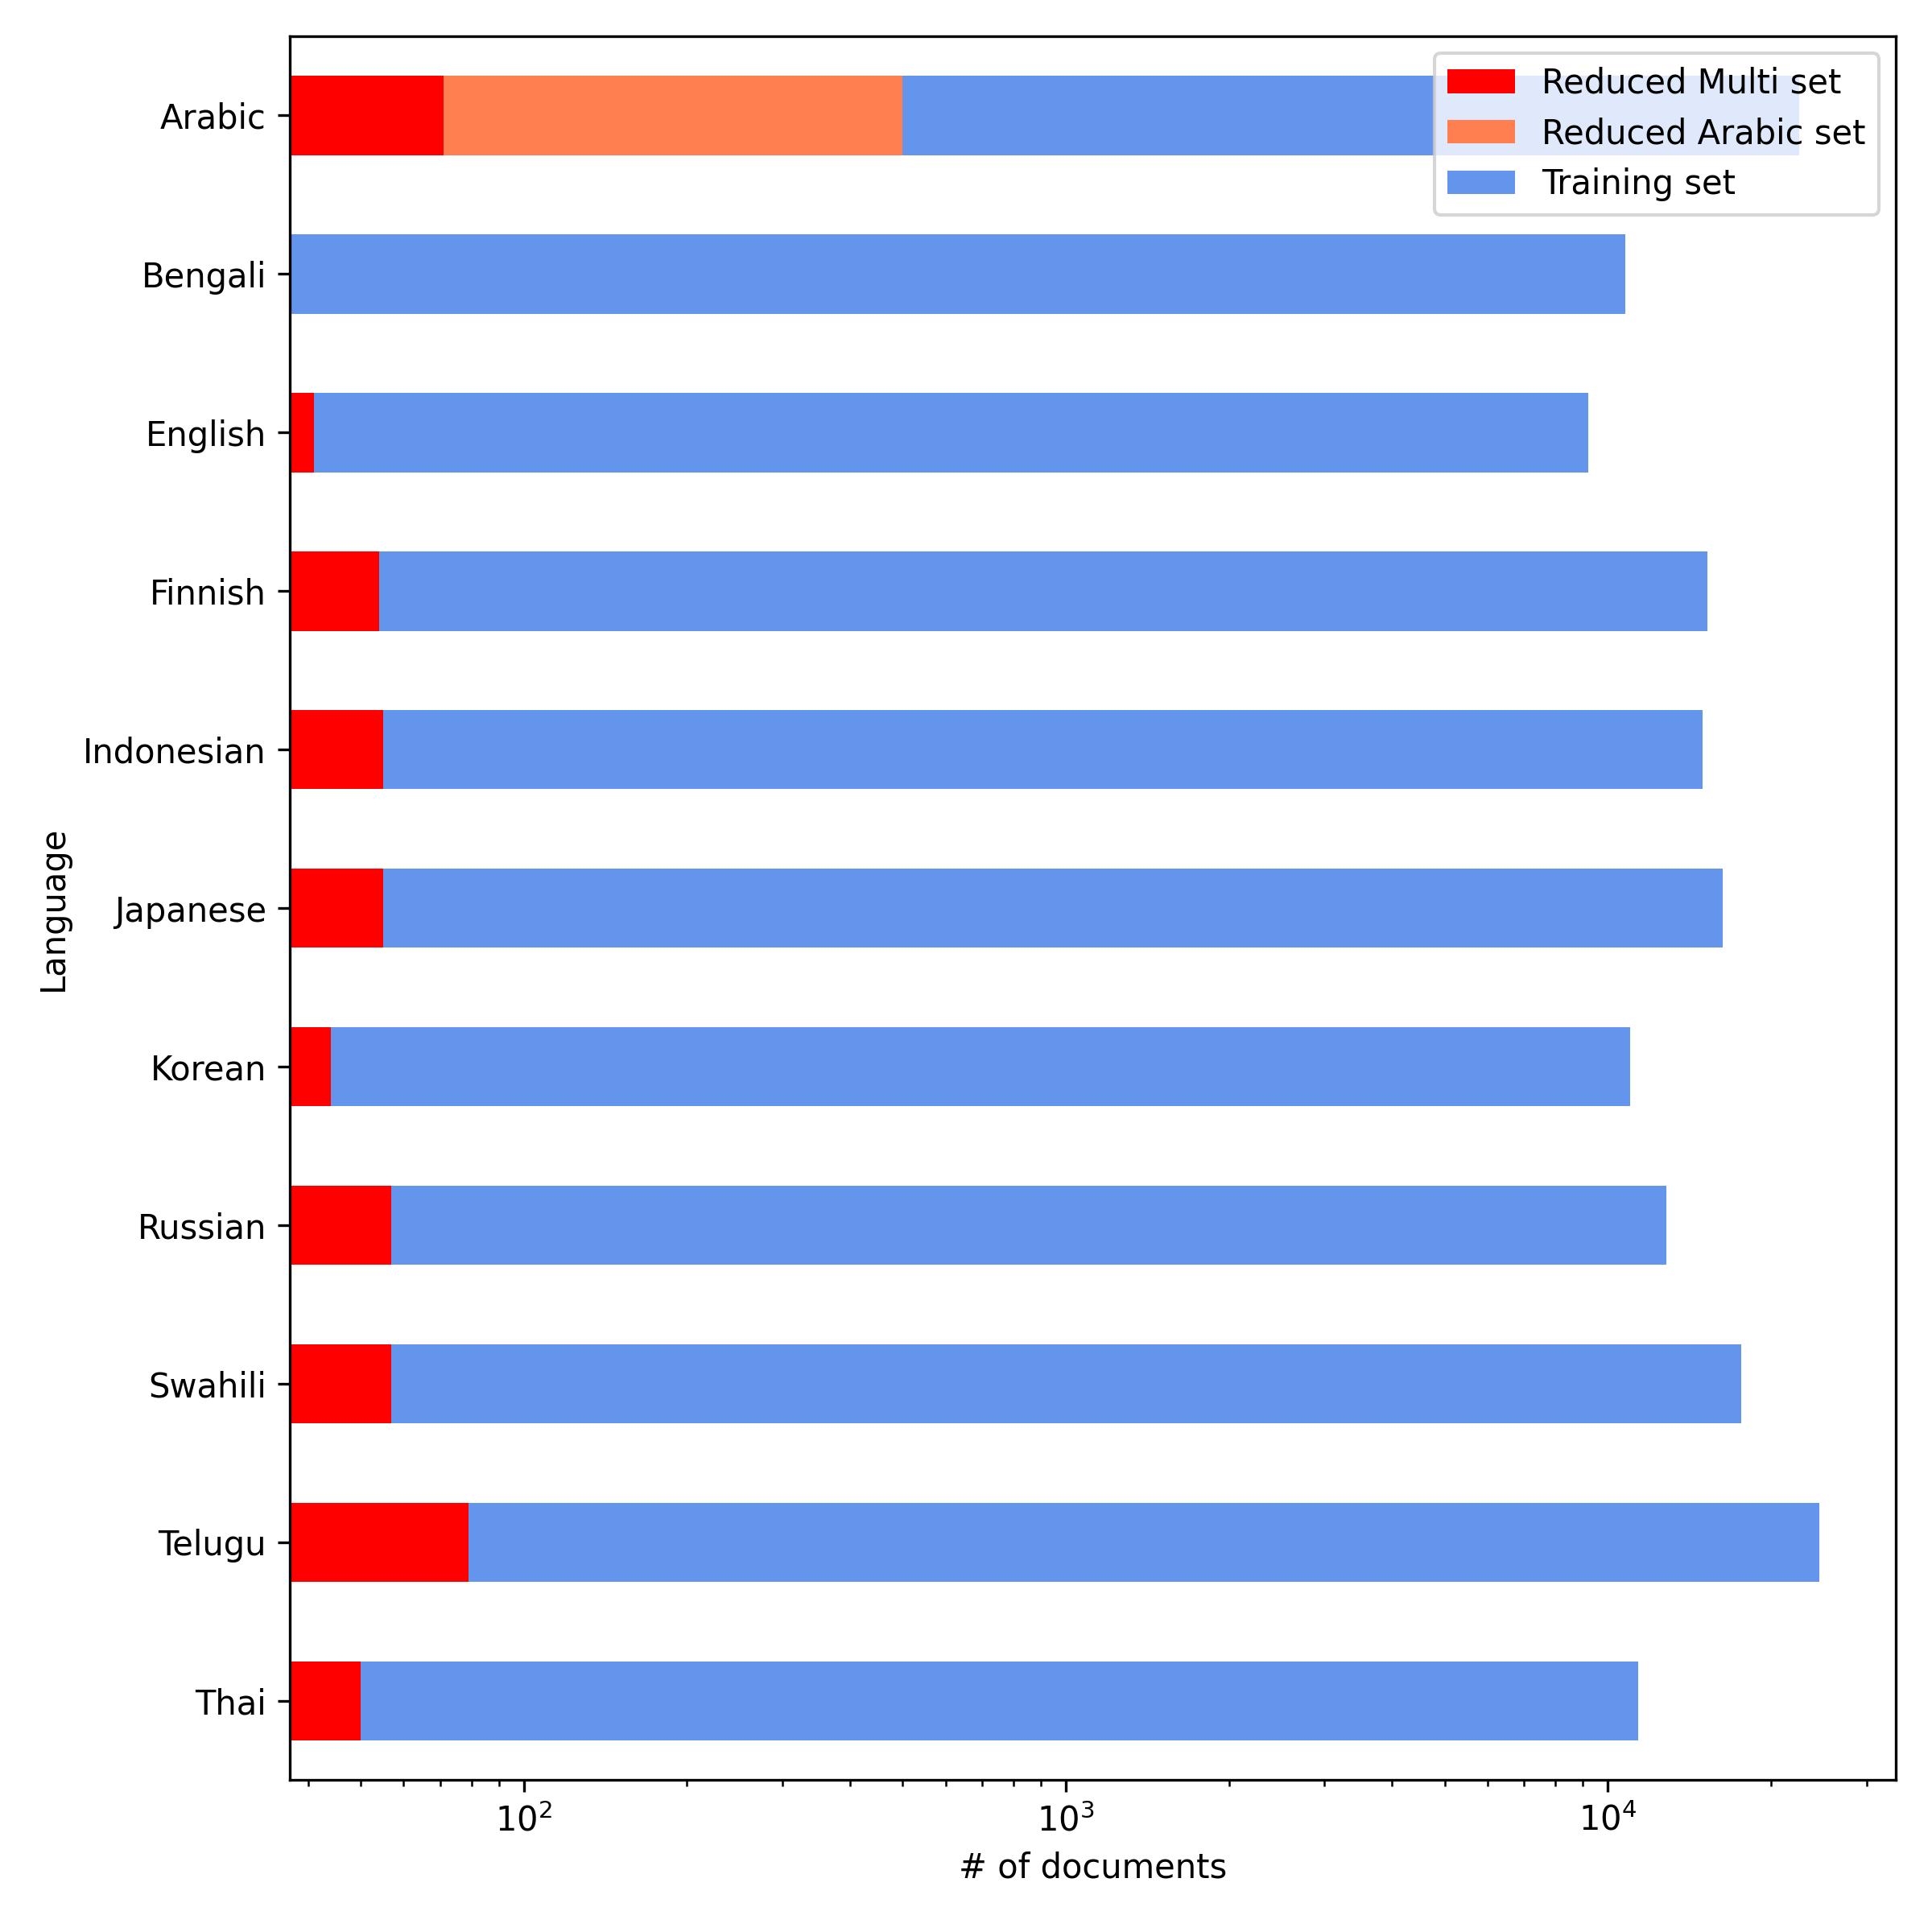 Reduced Multi set
Reduced Arabic set
Training set
Arabic
Bengali
English
Finnish
Indonesian
Japanese
Korean
Russian
Swahili
Telugu
Thai
Language
10² 10³ 10⁴
# of documents